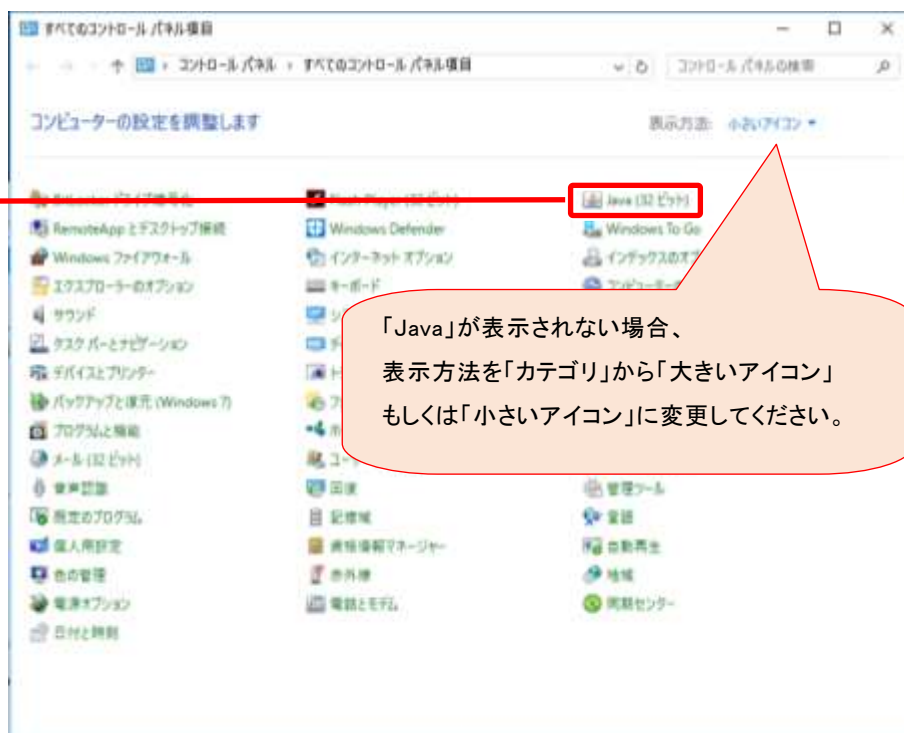 すべてのコントロール パネル項目
コントロール パネル › すべてのコントロール パネル項目
コントロール パネルの検索
コンピューターの設定を調整します
表示方法: 小さいアイコン
Java (32 ビット)
RemoteApp とデスクトップ接続
Windows Defender
Windows To Go
Windows ファイアウォール
インターネット オプション
インデックスのオプ
エクスプローラーのオプション
キーボード
サウンド
タスク バーとナビゲーション
デバイスとプリンター
バックアップと復元 (Windows 7)
プログラムと機能
メール (32 ビット)
ユーザ
音声認識
回復
管理ツール
既定のプログラム
記憶域
言語
個人用設定
資格情報マネージャー
自動再生
色の管理
赤外線
地域
電源オプション
電話とモデム
同期センター
日付と時刻
「Java」が表示されない場合、
表示方法を「カテゴリ」から「大きいアイコン」
もしくは「小さいアイコン」に変更してください。